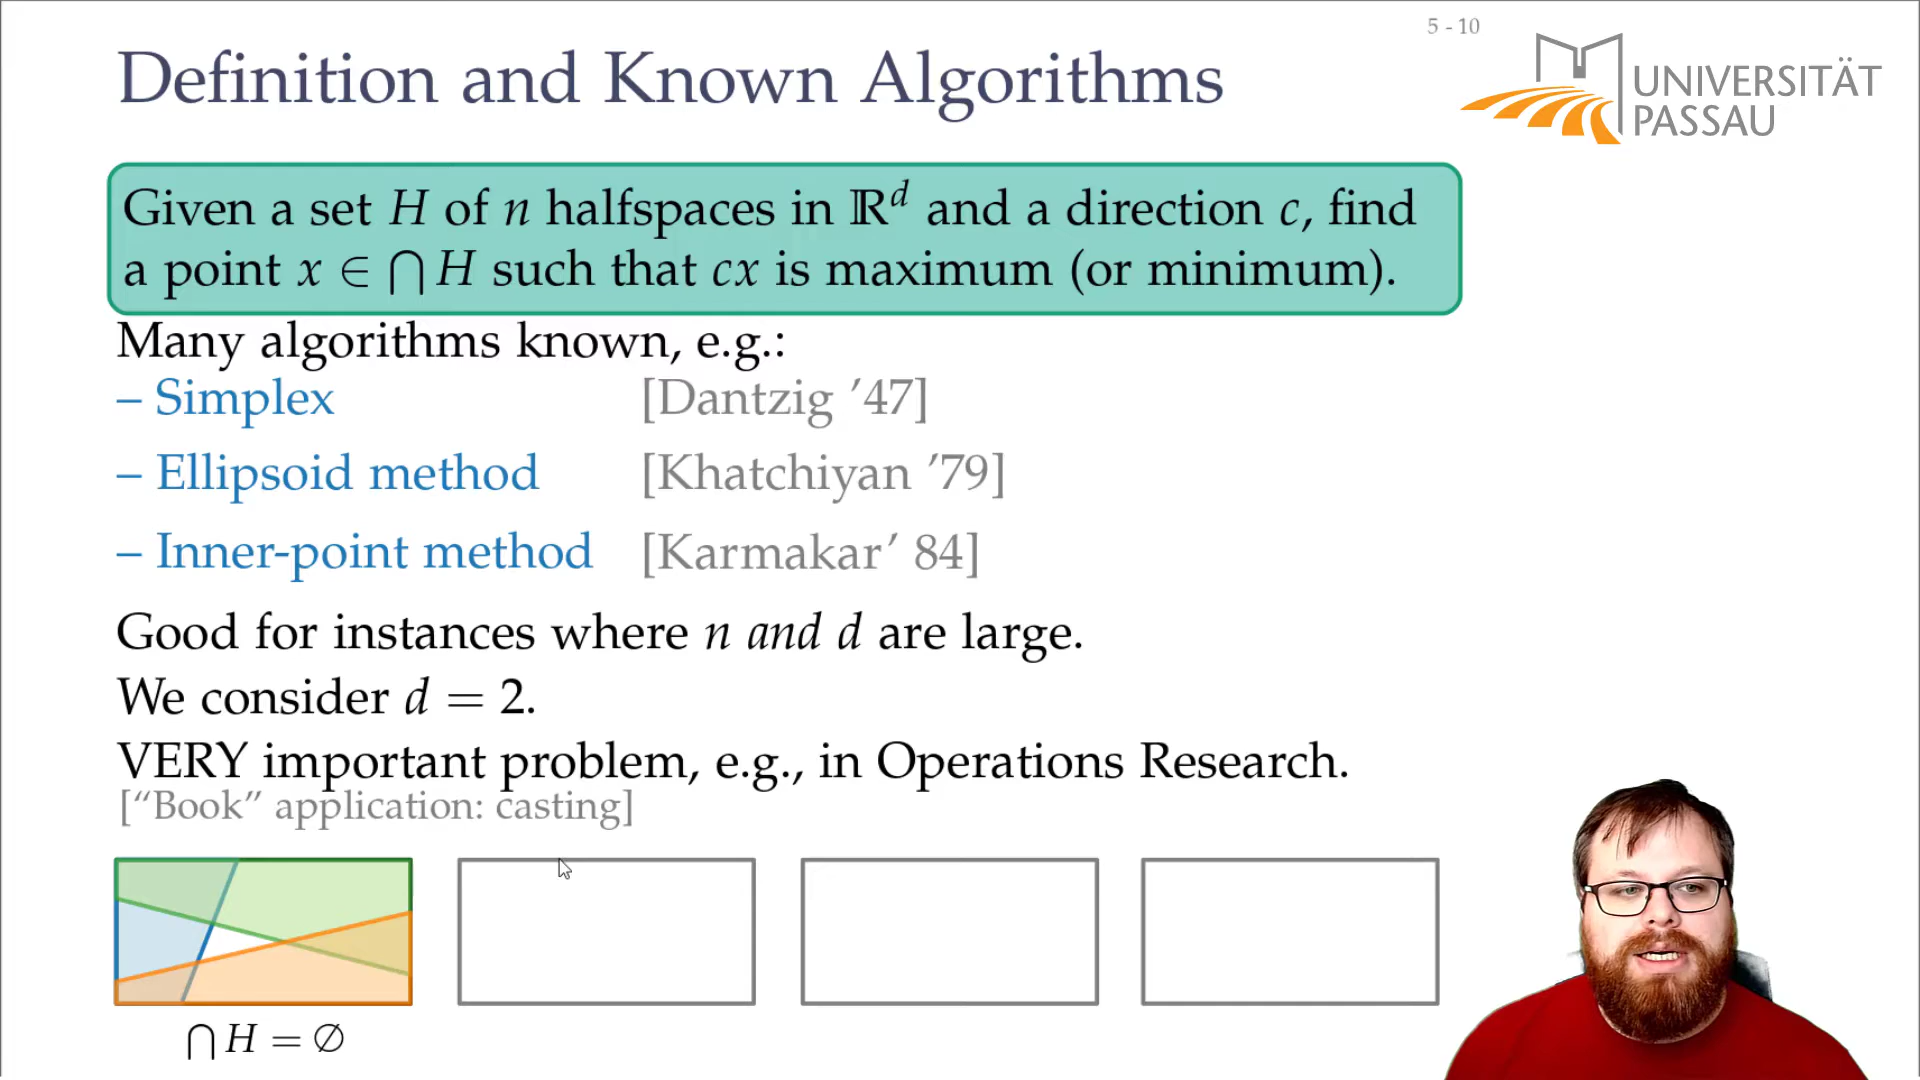 5 - 10
Definition and Known Algorithms
UNIVERSITÄT
PASSAU
Given a set H of n halfspaces in ℝᵈ and a direction c, find
a point x ∈ ⋂ H such that cx is maximum (or minimum).
Many algorithms known, e.g.:
– Simplex [Dantzig ’47]
– Ellipsoid method [Khatchiyan ’79]
– Inner-point method [Karmakar’ 84]
Good for instances where n and d are large.
We consider d = 2.
VERY important problem, e.g., in Operations Research.
[“Book” application: casting]
⋂ H = ∅